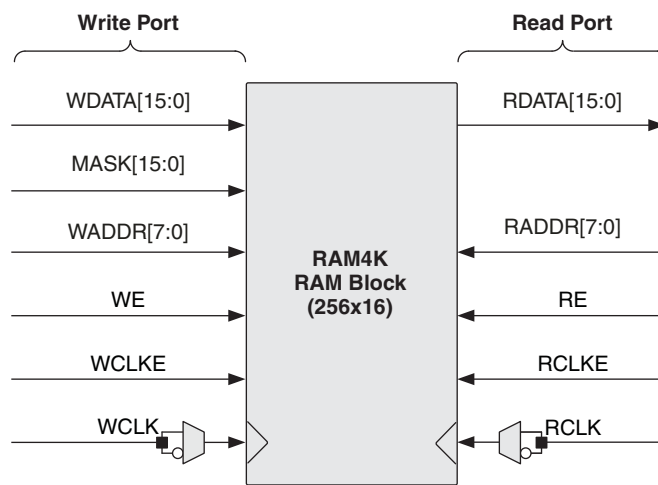 Write Port
Read Port
WDATA[15:0]
RDATA[15:0]
MASK[15:0]
WADDR[7:0]
RADDR[7:0]
RAM4K
RAM Block
(256x16)
WE
RE
WCLKE
RCLKE
WCLK
RCLK